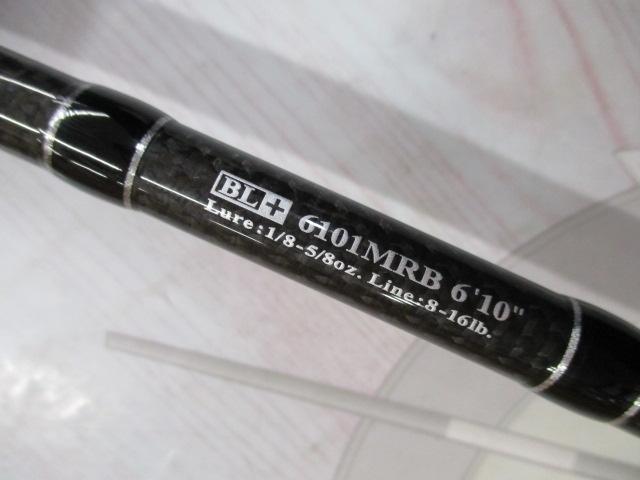 BL+ 6101MRB 6'10"
Lure:1/8-5/8oz. Line:8-16lb.